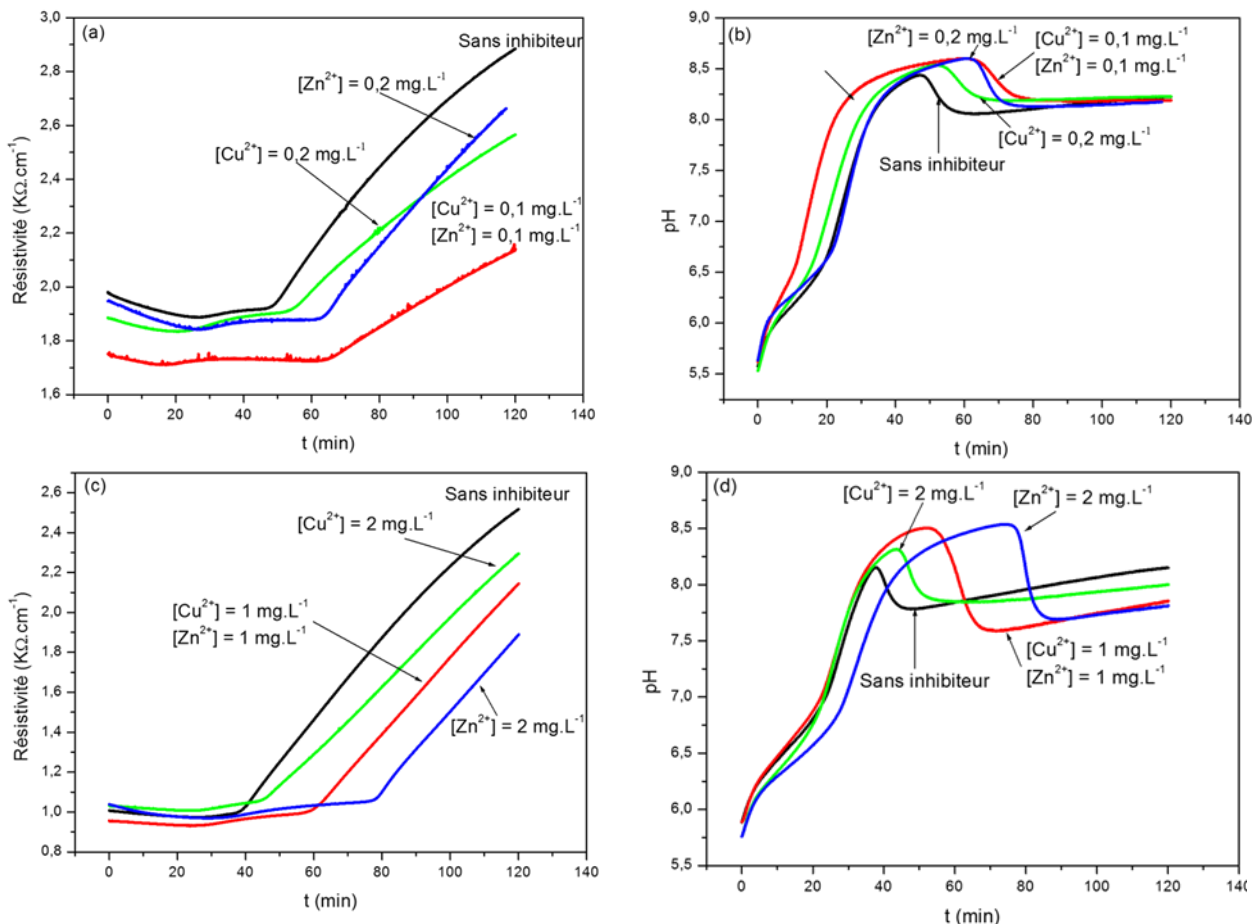 (a)
Sans inhibiteur
[Zn²⁺] = 0,2 mg.L⁻¹
[Cu²⁺] = 0,2 mg.L⁻¹
[Cu²⁺] = 0,1 mg.L⁻¹
[Zn²⁺] = 0,1 mg.L⁻¹
Résistivité (KΩ.cm⁻¹)
3,0
2,8
2,6
2,4
2,2
2,0
1,8
1,6
0 20 40 60 80 100 120 140
t (min)
(b)
[Zn²⁺] = 0,2 mg.L⁻¹
[Cu²⁺] = 0,1 mg.L⁻¹
[Zn²⁺] = 0,1 mg.L⁻¹
[Cu²⁺] = 0,2 mg.L⁻¹
Sans inhibiteur
pH
9,0
8,5
8,0
7,5
7,0
6,5
6,0
5,5
0 20 40 60 80 100 120 140
t (min)
(c)
Sans inhibiteur
[Cu²⁺] = 2 mg.L⁻¹
[Cu²⁺] = 1 mg.L⁻¹
[Zn²⁺] = 1 mg.L⁻¹
[Zn²⁺] = 2 mg.L⁻¹
Résistivité (KΩ.cm⁻¹)
2,6
2,4
2,2
2,0
1,8
1,6
1,4
1,2
1,0
0,8
0 20 40 60 80 100 120 140
t (min)
(d)
[Cu²⁺] = 2 mg.L⁻¹
[Zn²⁺] = 2 mg.L⁻¹
Sans inhibiteur
[Cu²⁺] = 1 mg.L⁻¹
[Zn²⁺] = 1 mg.L⁻¹
pH
9,0
8,5
8,0
7,5
7,0
6,5
6,0
5,5
0 20 40 60 80 100 120 140
t (min)